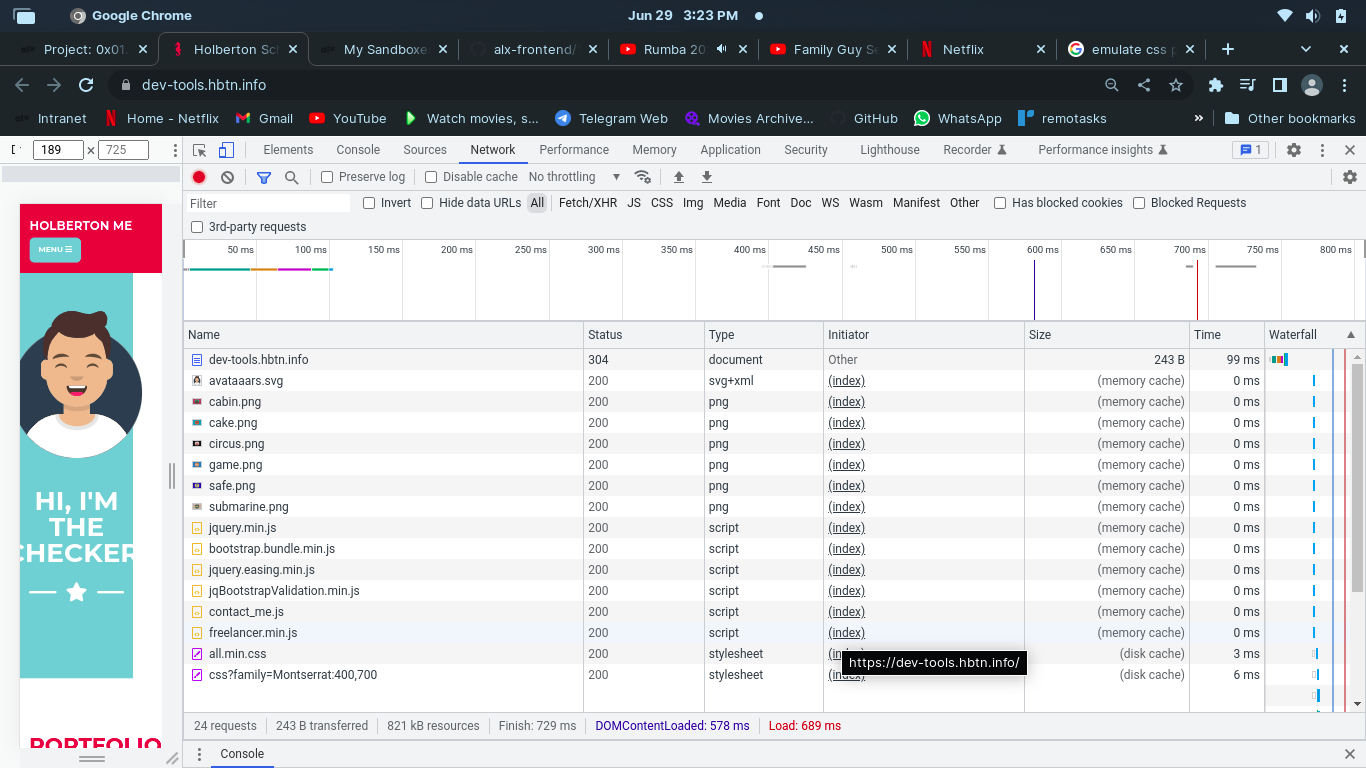 Google Chrome
Jun 29 3:23 PM
Project: 0x01
Holberton Sc
My Sandboxe
alx-frontend/
Rumba 20
Family Guy Se
Netflix
emulate css p
dev-tools.hbtn.info
Intranet
Home - Netflix
Gmail
YouTube
Watch movies, s...
Telegram Web
Movies Archive...
GitHub
WhatsApp
remotasks
»
Other bookmarks
189 × 725
Elements Console Sources Network Performance Memory Application Security Lighthouse Recorder Performance insights 1
Preserve log Disable cache No throttling
Filter Invert Hide data URLs All Fetch/XHR JS CSS Img Media Font Doc WS Wasm Manifest Other Has blocked cookies Blocked Requests
3rd-party requests
50 ms 100 ms 150 ms 200 ms 250 ms 300 ms 350 ms 400 ms 450 ms 500 ms 550 ms 600 ms 650 ms 700 ms 750 ms 800 ms
HOLBERTON ME
MENU
HI, I'M
THE
CHECKER
PORTFOLIO
Name Status Type Initiator Size Time Waterfall
dev-tools.hbtn.info 304 document Other 243 B 99 ms
avataaars.svg 200 svg+xml (index) (memory cache) 0 ms
cabin.png 200 png (index) (memory cache) 0 ms
cake.png 200 png (index) (memory cache) 0 ms
circus.png 200 png (index) (memory cache) 0 ms
game.png 200 png (index) (memory cache) 0 ms
safe.png 200 png (index) (memory cache) 0 ms
submarine.png 200 png (index) (memory cache) 0 ms
jquery.min.js 200 script (index) (memory cache) 0 ms
bootstrap.bundle.min.js 200 script (index) (memory cache) 0 ms
jquery.easing.min.js 200 script (index) (memory cache) 0 ms
jqBootstrapValidation.min.js 200 script (index) (memory cache) 0 ms
contact_me.js 200 script (index) (memory cache) 0 ms
freelancer.min.js 200 script (index) (memory cache) 0 ms
all.min.css 200 stylesheet (disk cache) 3 ms
https://dev-tools.hbtn.info/
css?family=Montserrat:400,700 200 stylesheet (index) (disk cache) 6 ms
24 requests 243 B transferred 821 kB resources Finish: 729 ms DOMContentLoaded: 578 ms Load: 689 ms
Console